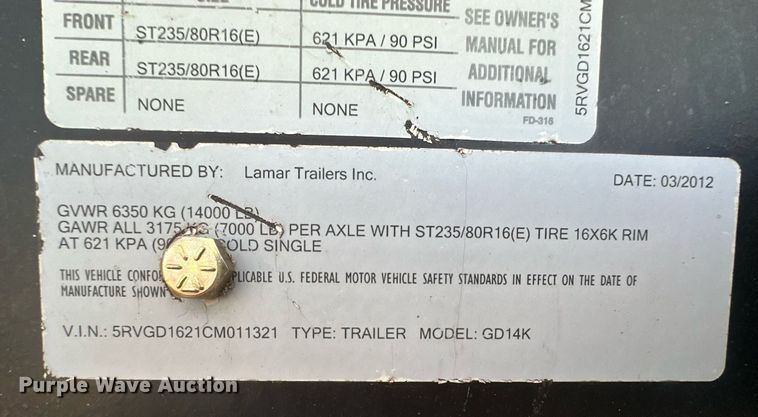 COLD TIRE PRESSURE
SEE OWNER'S
MANUAL FOR
ADDITIONAL
INFORMATION
FD-316
FRONT ST235/80R16(E) 621 KPA / 90 PSI
REAR ST235/80R16(E) 621 KPA / 90 PSI
SPARE NONE NONE
5RVGD1621CM
MANUFACTURED BY: Lamar Trailers Inc.
DATE: 03/2012
GVWR 6350 KG (14000 LB)
GAWR ALL 3175 KG (7000 LB) PER AXLE WITH ST235/80R16(E) TIRE 16X6K RIM
AT 621 KPA (90 COLD SINGLE
THIS VEHICLE CONFO PLICABLE U.S. FEDERAL MOTOR VEHICLE SAFETY STANDARDS IN EFFECT ON THE DATE OF
MANUFACTURE SHOWN
V.I.N.: 5RVGD1621CM011321 TYPE: TRAILER MODEL: GD14K
Purple Wave Auction